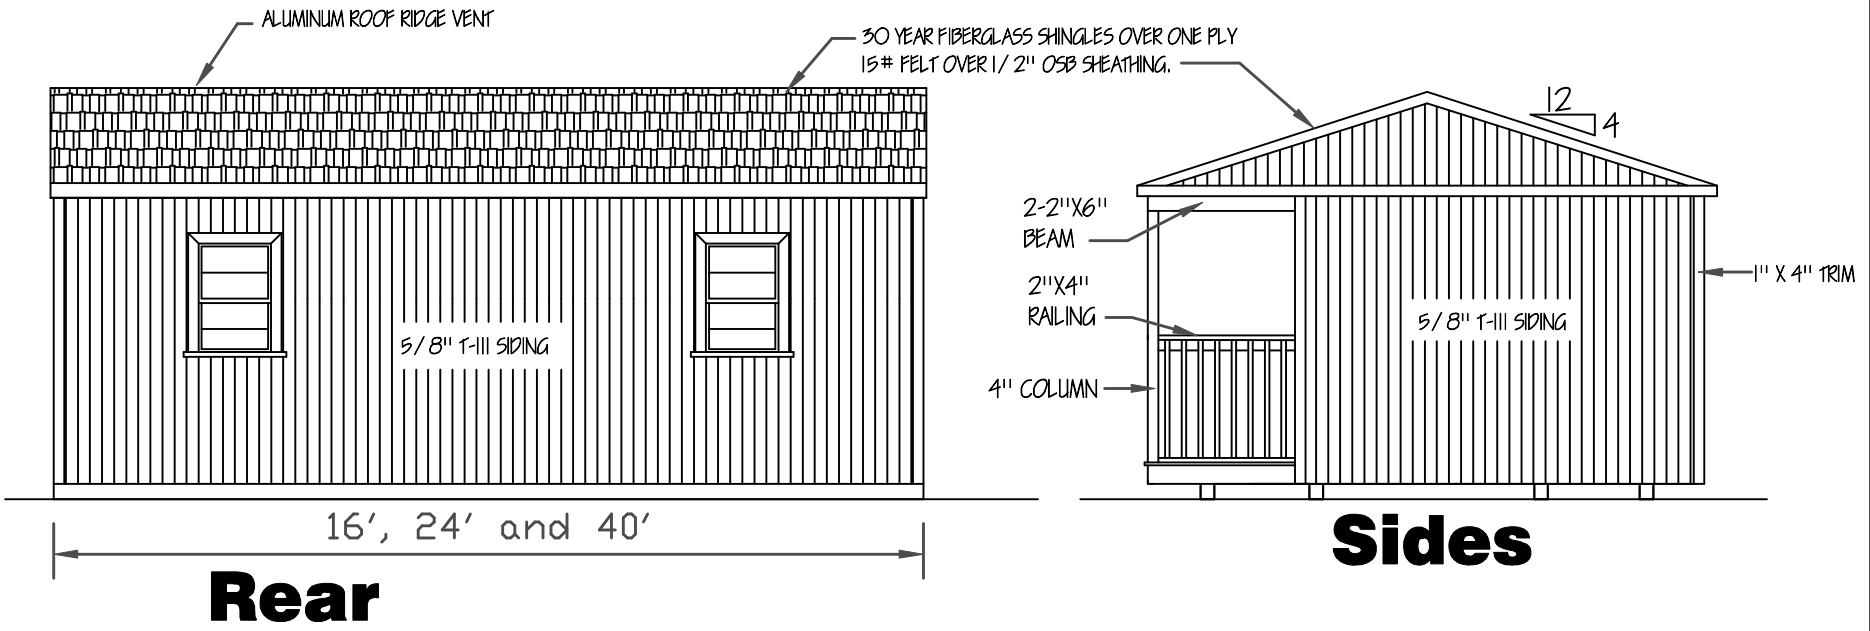 ALUMINUM ROOF RIDGE VENT
30 YEAR FIBERGLASS SHINGLES OVER ONE PLY
15# FELT OVER 1/2" OSB SHEATHING.
12
4
2-2"X6"
BEAM
2"X4"
RAILING
1" X 4" TRIM
5/8" T-111 SIDING
5/8" T-111 SIDING
4" COLUMN
16', 24' and 40'
Rear
Sides